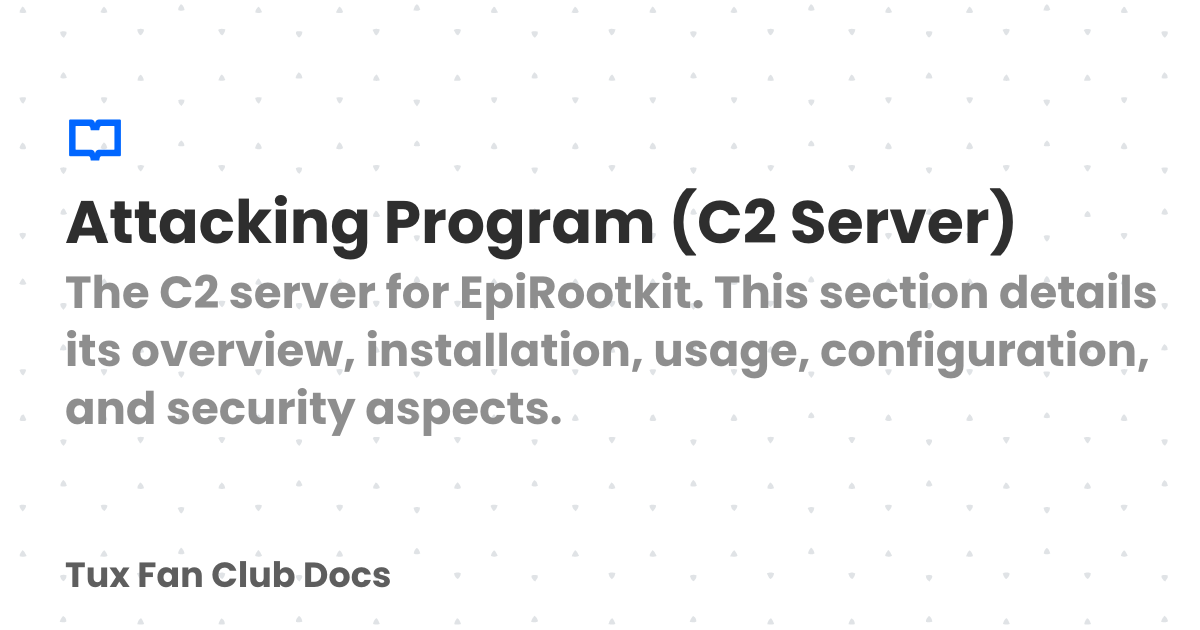 Attacking Program (C2 Server)
The C2 server for EpiRootkit. This section details
its overview, installation, usage, configuration,
and security aspects.
Tux Fan Club Docs